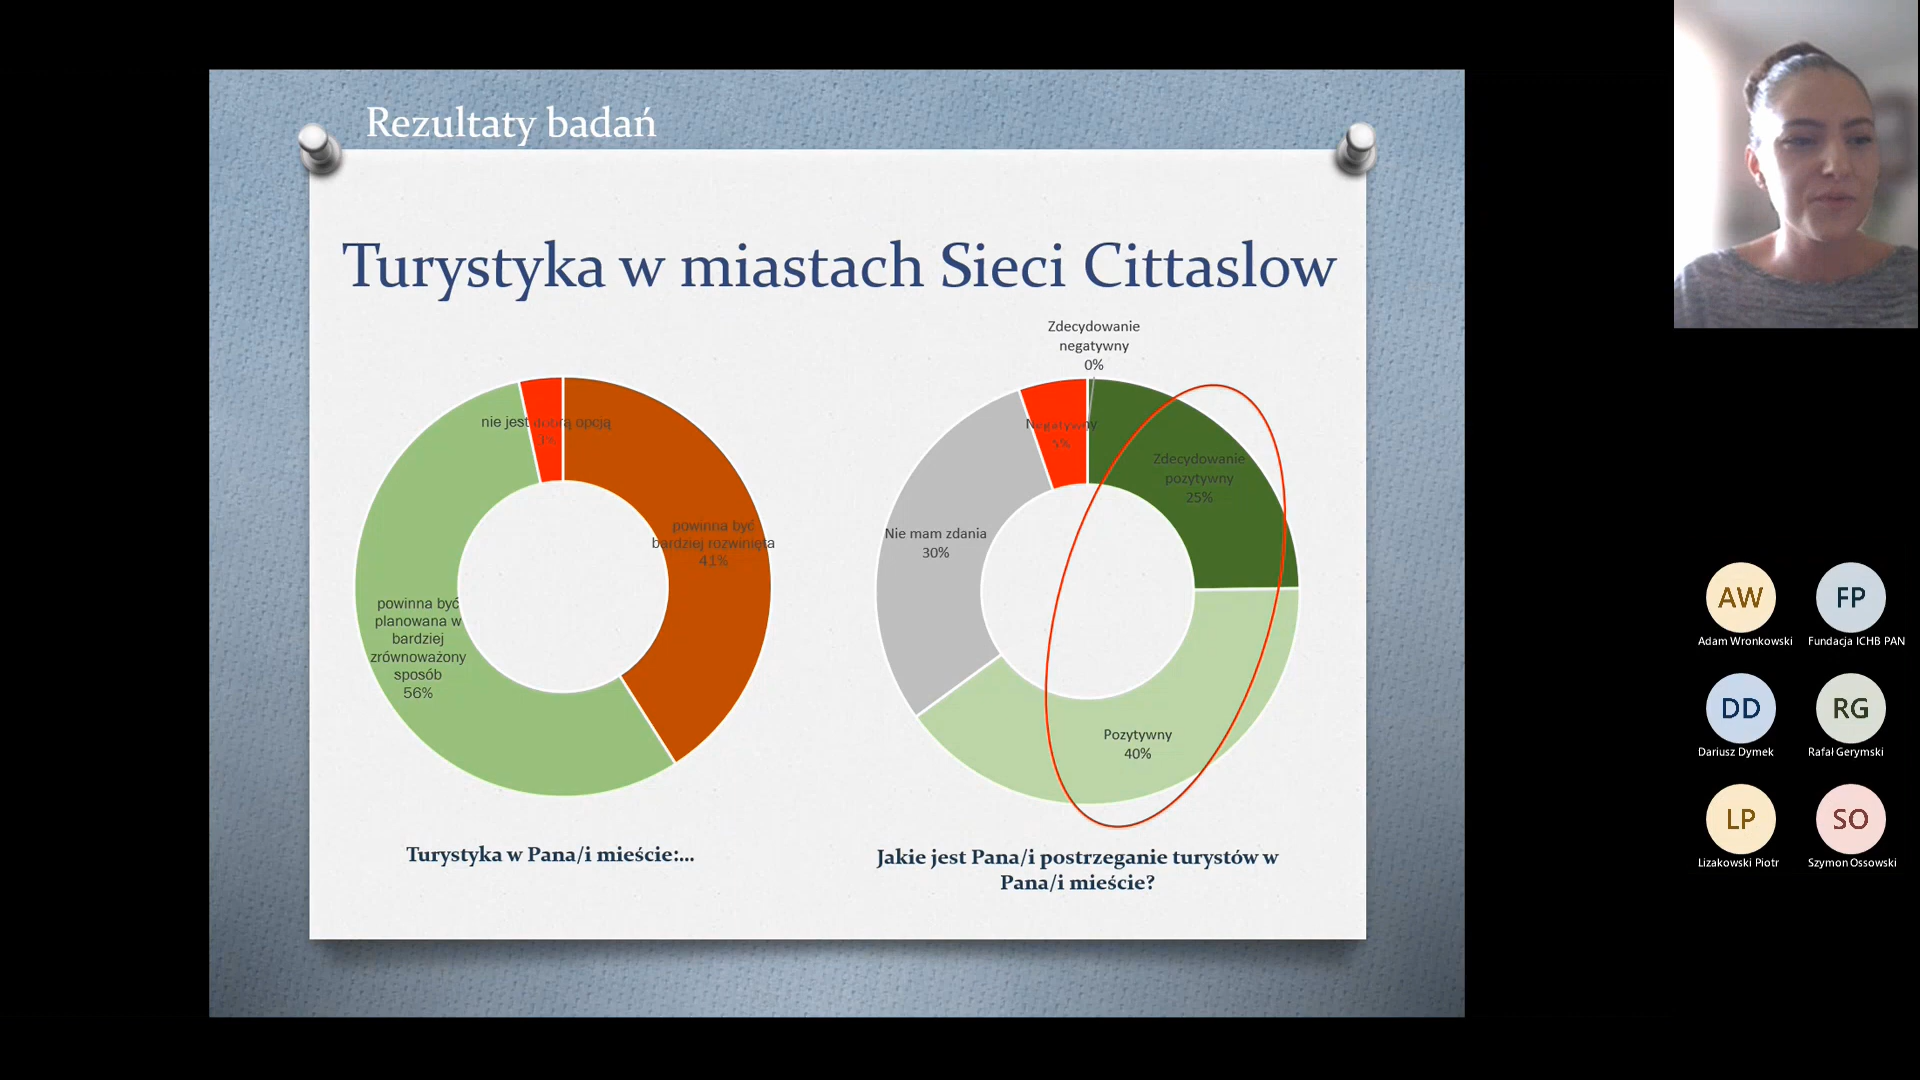 Rezultaty badań
Turystyka w miastach Sieci Cittaslow
nie jest dobrą opcją
3%
powinna być
bardziej rozwinięta
41%
powinna być
planowana w
bardziej
zrównoważony
sposób
56%
Turystyka w Pana/i mieście:...
Zdecydowanie
negatywny
0%
Negatywny
5%
Zdecydowanie
pozytywny
25%
Nie mam zdania
30%
Pozytywny
40%
Jakie jest Pana/i postrzeganie turystów w
Pana/i mieście?
AW
Adam Wronkowski
FP
Fundacja ICHB PAN
DD
Dariusz Dymek
RG
Rafał Gerymski
LP
Lizakowski Piotr
SO
Szymon Ossowski